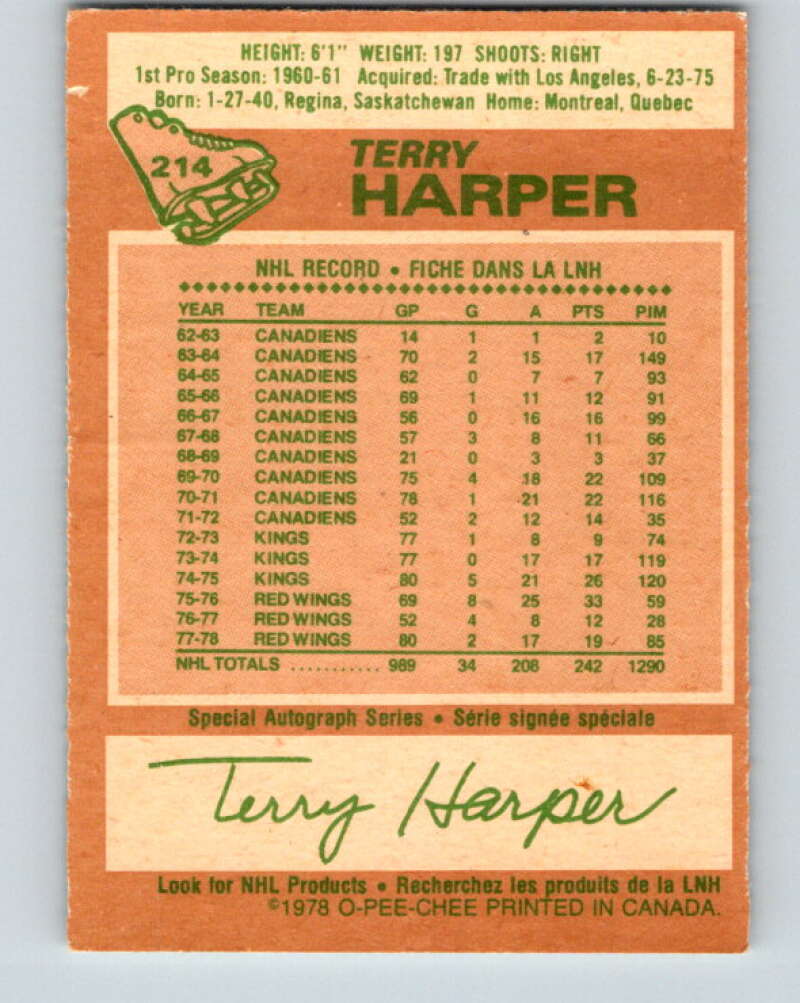 HEIGHT: 6'1" WEIGHT: 197 SHOOTS: RIGHT
1st Pro Season: 1960-61 Acquired: Trade with Los Angeles, 6-23-75
Born: 1-27-40, Regina, Saskatchewan Home: Montreal, Quebec
214
TERRY
HARPER
NHL RECORD • FICHE DANS LA LNH
YEAR TEAM GP G A PTS PIM
62-63 CANADIENS 14 1 1 2 10
63-64 CANADIENS 70 2 15 17 149
64-65 CANADIENS 62 0 7 7 93
65-66 CANADIENS 69 1 11 12 91
66-67 CANADIENS 56 0 16 16 99
67-68 CANADIENS 57 3 8 11 66
68-69 CANADIENS 21 0 3 3 37
69-70 CANADIENS 75 4 18 22 109
70-71 CANADIENS 78 1 21 22 116
71-72 CANADIENS 52 2 12 14 35
72-73 KINGS 77 1 8 9 74
73-74 KINGS 77 0 17 17 119
74-75 KINGS 80 5 21 26 120
75-76 RED WINGS 69 8 25 33 59
76-77 RED WINGS 52 4 8 12 28
77-78 RED WINGS 80 2 17 19 85
NHL TOTALS ........... 989 34 208 242 1290
Special Autograph Series • Série signée spéciale
Terry Harper
Look for NHL Products • Recherchez les produits de la LNH
©1978 O-PEE-CHEE PRINTED IN CANADA.